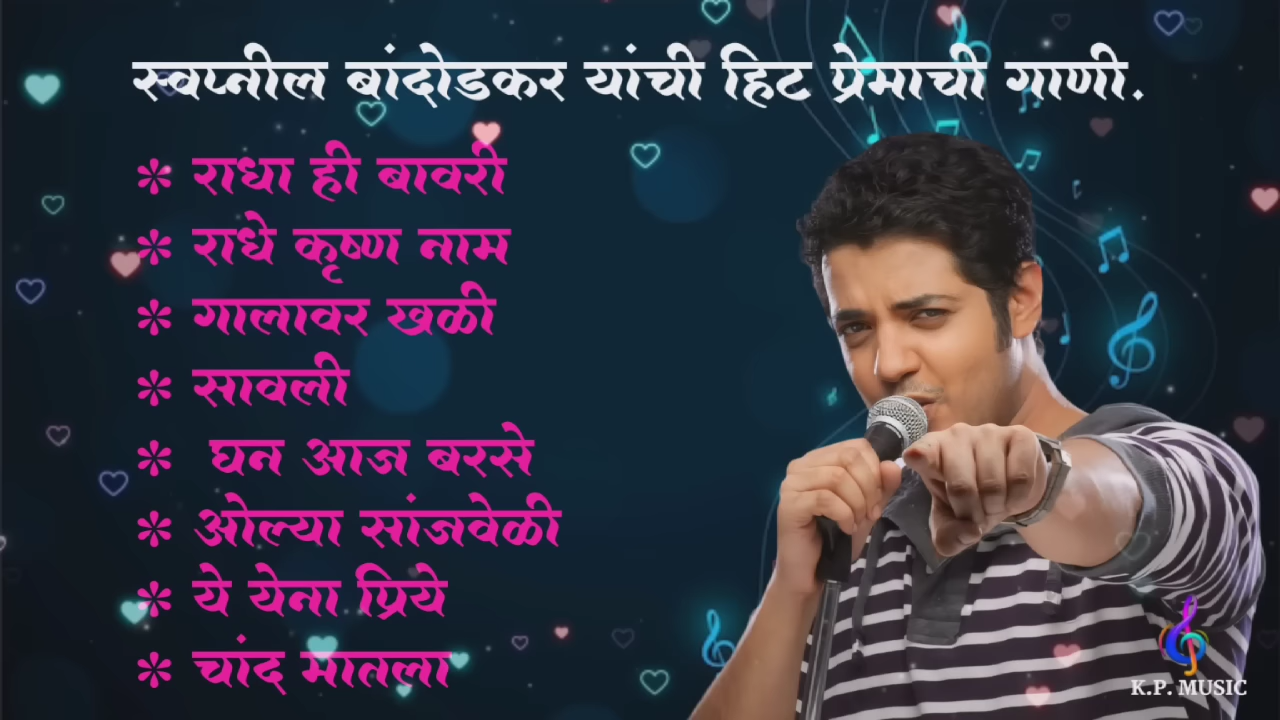 स्वप्नील बांदोडकर यांची हिट प्रेमाची गाणी.
* राधा ही बावरी
* राधे कृष्ण नाम
* गालावर खळी
* सावली
* घन आज बरसे
* ओल्या सांजवेळी
* ये येना प्रिये
* चांद मातला
K.P. MUSIC